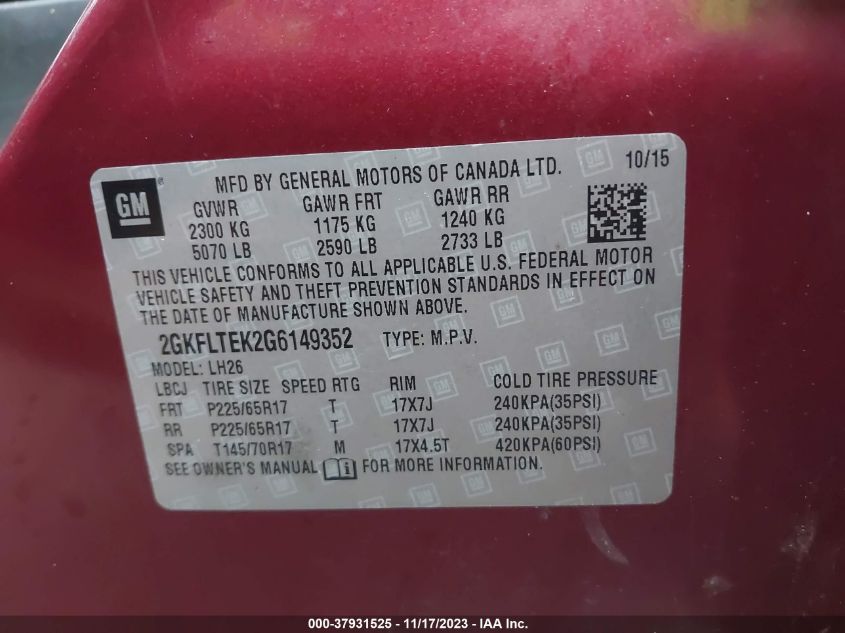 GM
MFD BY GENERAL MOTORS OF CANADA LTD. 10/15
GVWR GAWR FRT GAWR RR
2300 KG 1175 KG 1240 KG
5070 LB 2590 LB 2733 LB
THIS VEHICLE CONFORMS TO ALL APPLICABLE U.S. FEDERAL MOTOR
VEHICLE SAFETY AND THEFT PREVENTION STANDARDS IN EFFECT ON
THE DATE OF MANUFACTURE SHOWN ABOVE.
2GKFLTEK2G6149352 TYPE: M.P.V.
MODEL: LH26
LBCJ TIRE SIZE SPEED RTG RIM COLD TIRE PRESSURE
FRT P225/65R17 T 17X7J 240KPA(35PSI)
RR P225/65R17 T 17X7J 240KPA(35PSI)
SPA T145/70R17 M 17X4.5T 420KPA(60PSI)
SEE OWNER'S MANUAL FOR MORE INFORMATION.
000-37931525 - 11/17/2023 - IAA Inc.